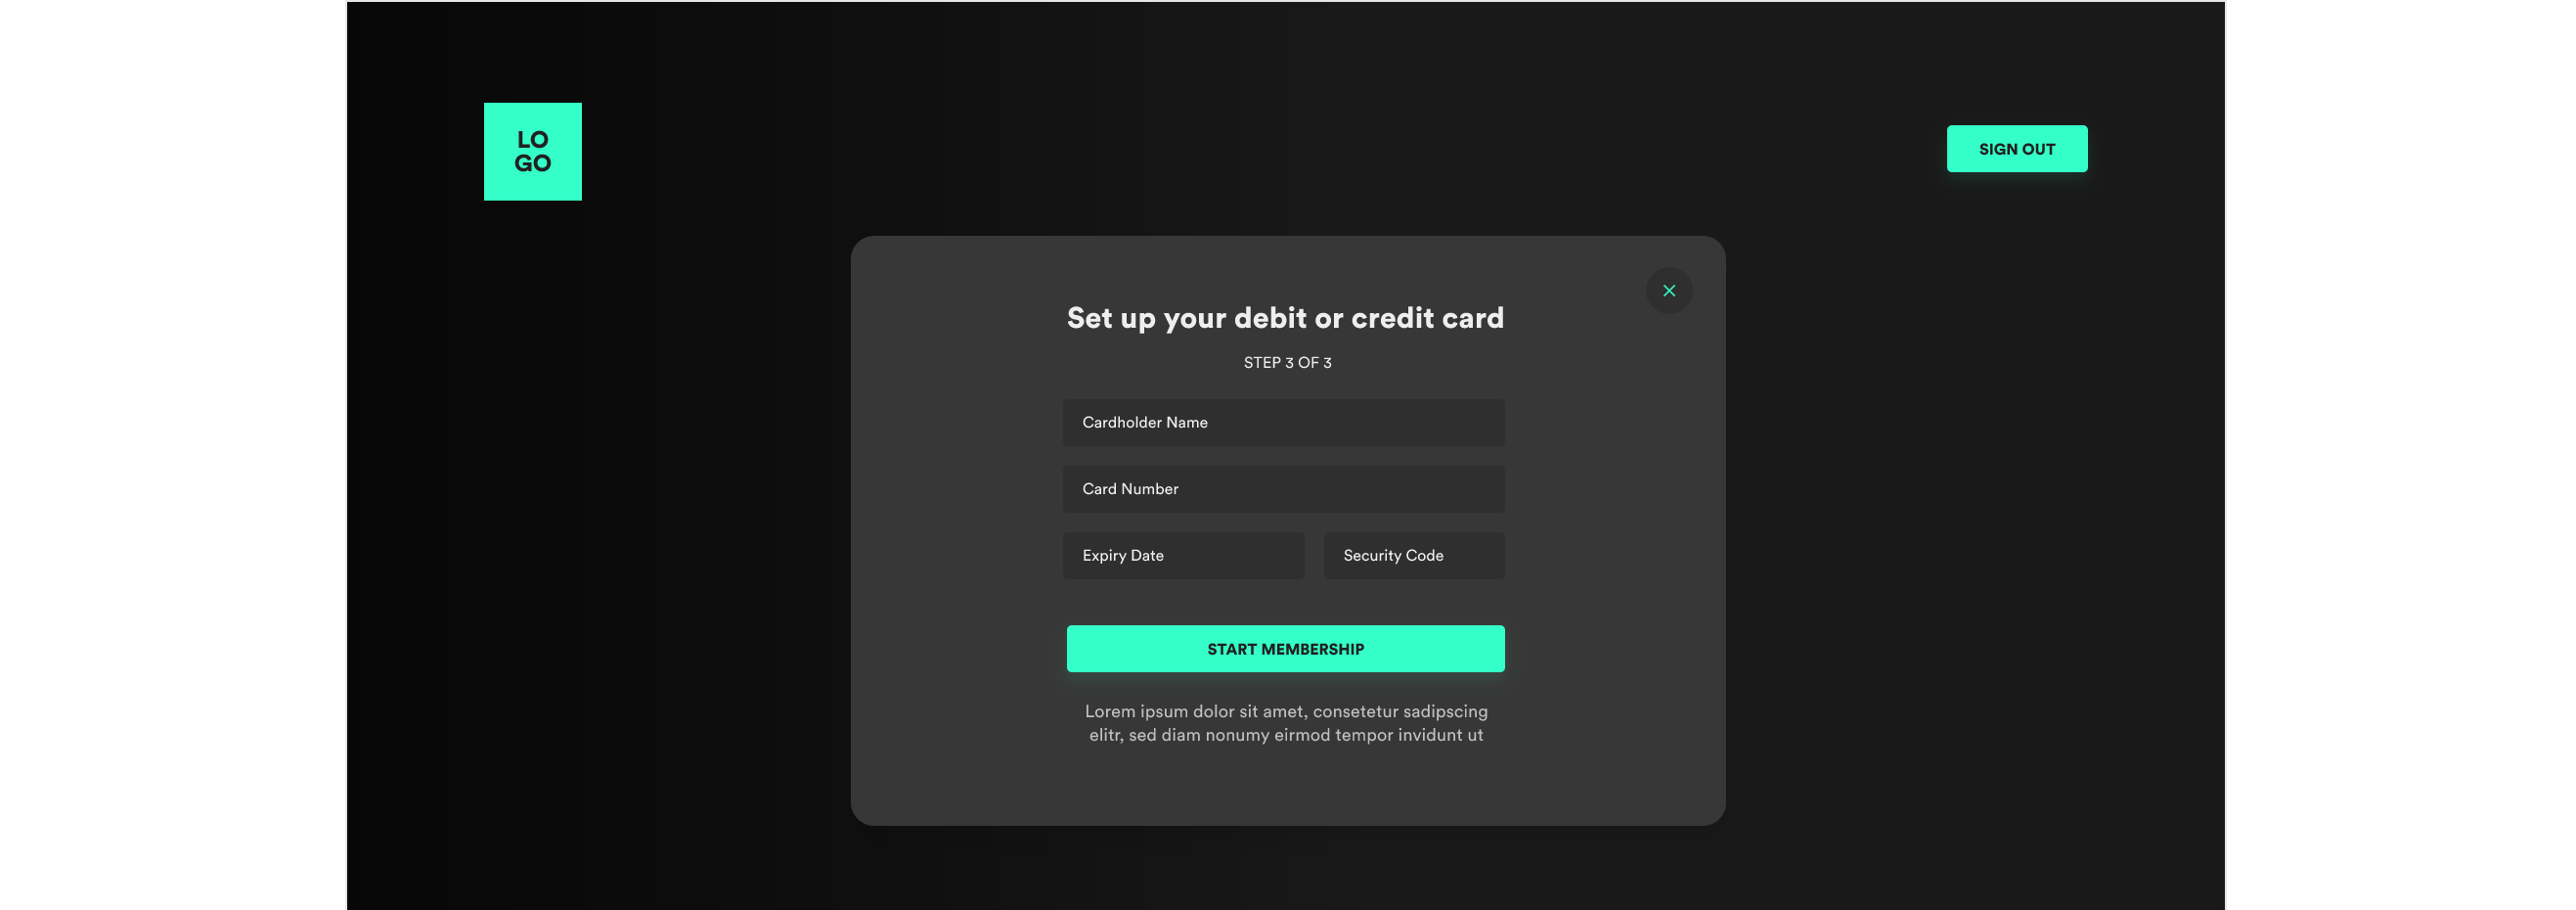 LO
GO
SIGN OUT
Set up your debit or credit card
STEP 3 OF 3
Cardholder Name
Card Number
Expiry Date
Security Code
START MEMBERSHIP
Lorem ipsum dolor sit amet, consetetur sadipscing
elitr, sed diam nonumy eirmod tempor invidunt ut